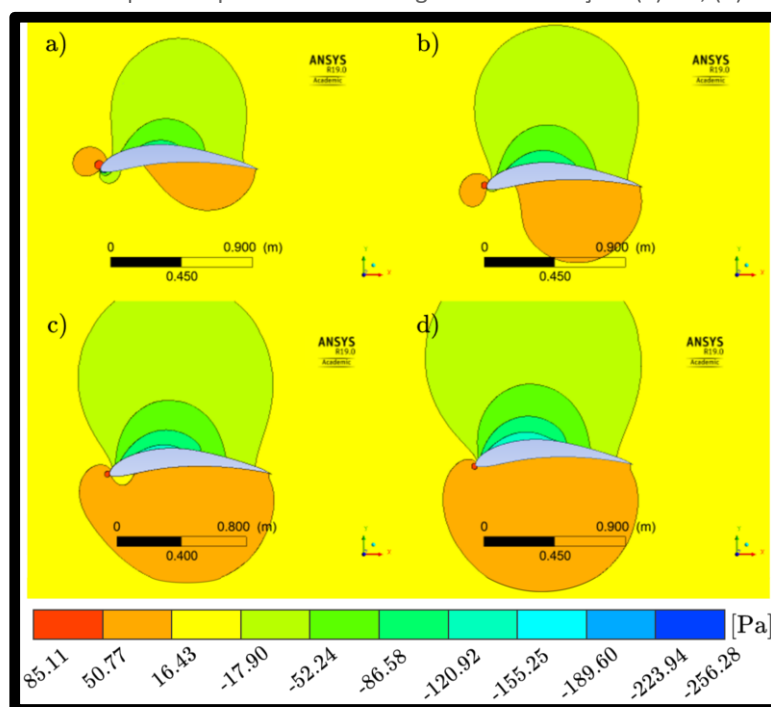 a)
ANSYS
R19.0
Academic
0 0.900 (m)
0.450
b)
ANSYS
R19.0
Academic
0 0.900 (m)
0.450
c)
ANSYS
R19.0
Academic
0 0.800 (m)
0.400
d)
ANSYS
R19.0
Academic
0 0.900 (m)
0.450
[Pa]
85.11 50.77 16.43 -17.90 -52.24 -86.58 -120.92 -155.25 -189.60 -223.94 -256.28